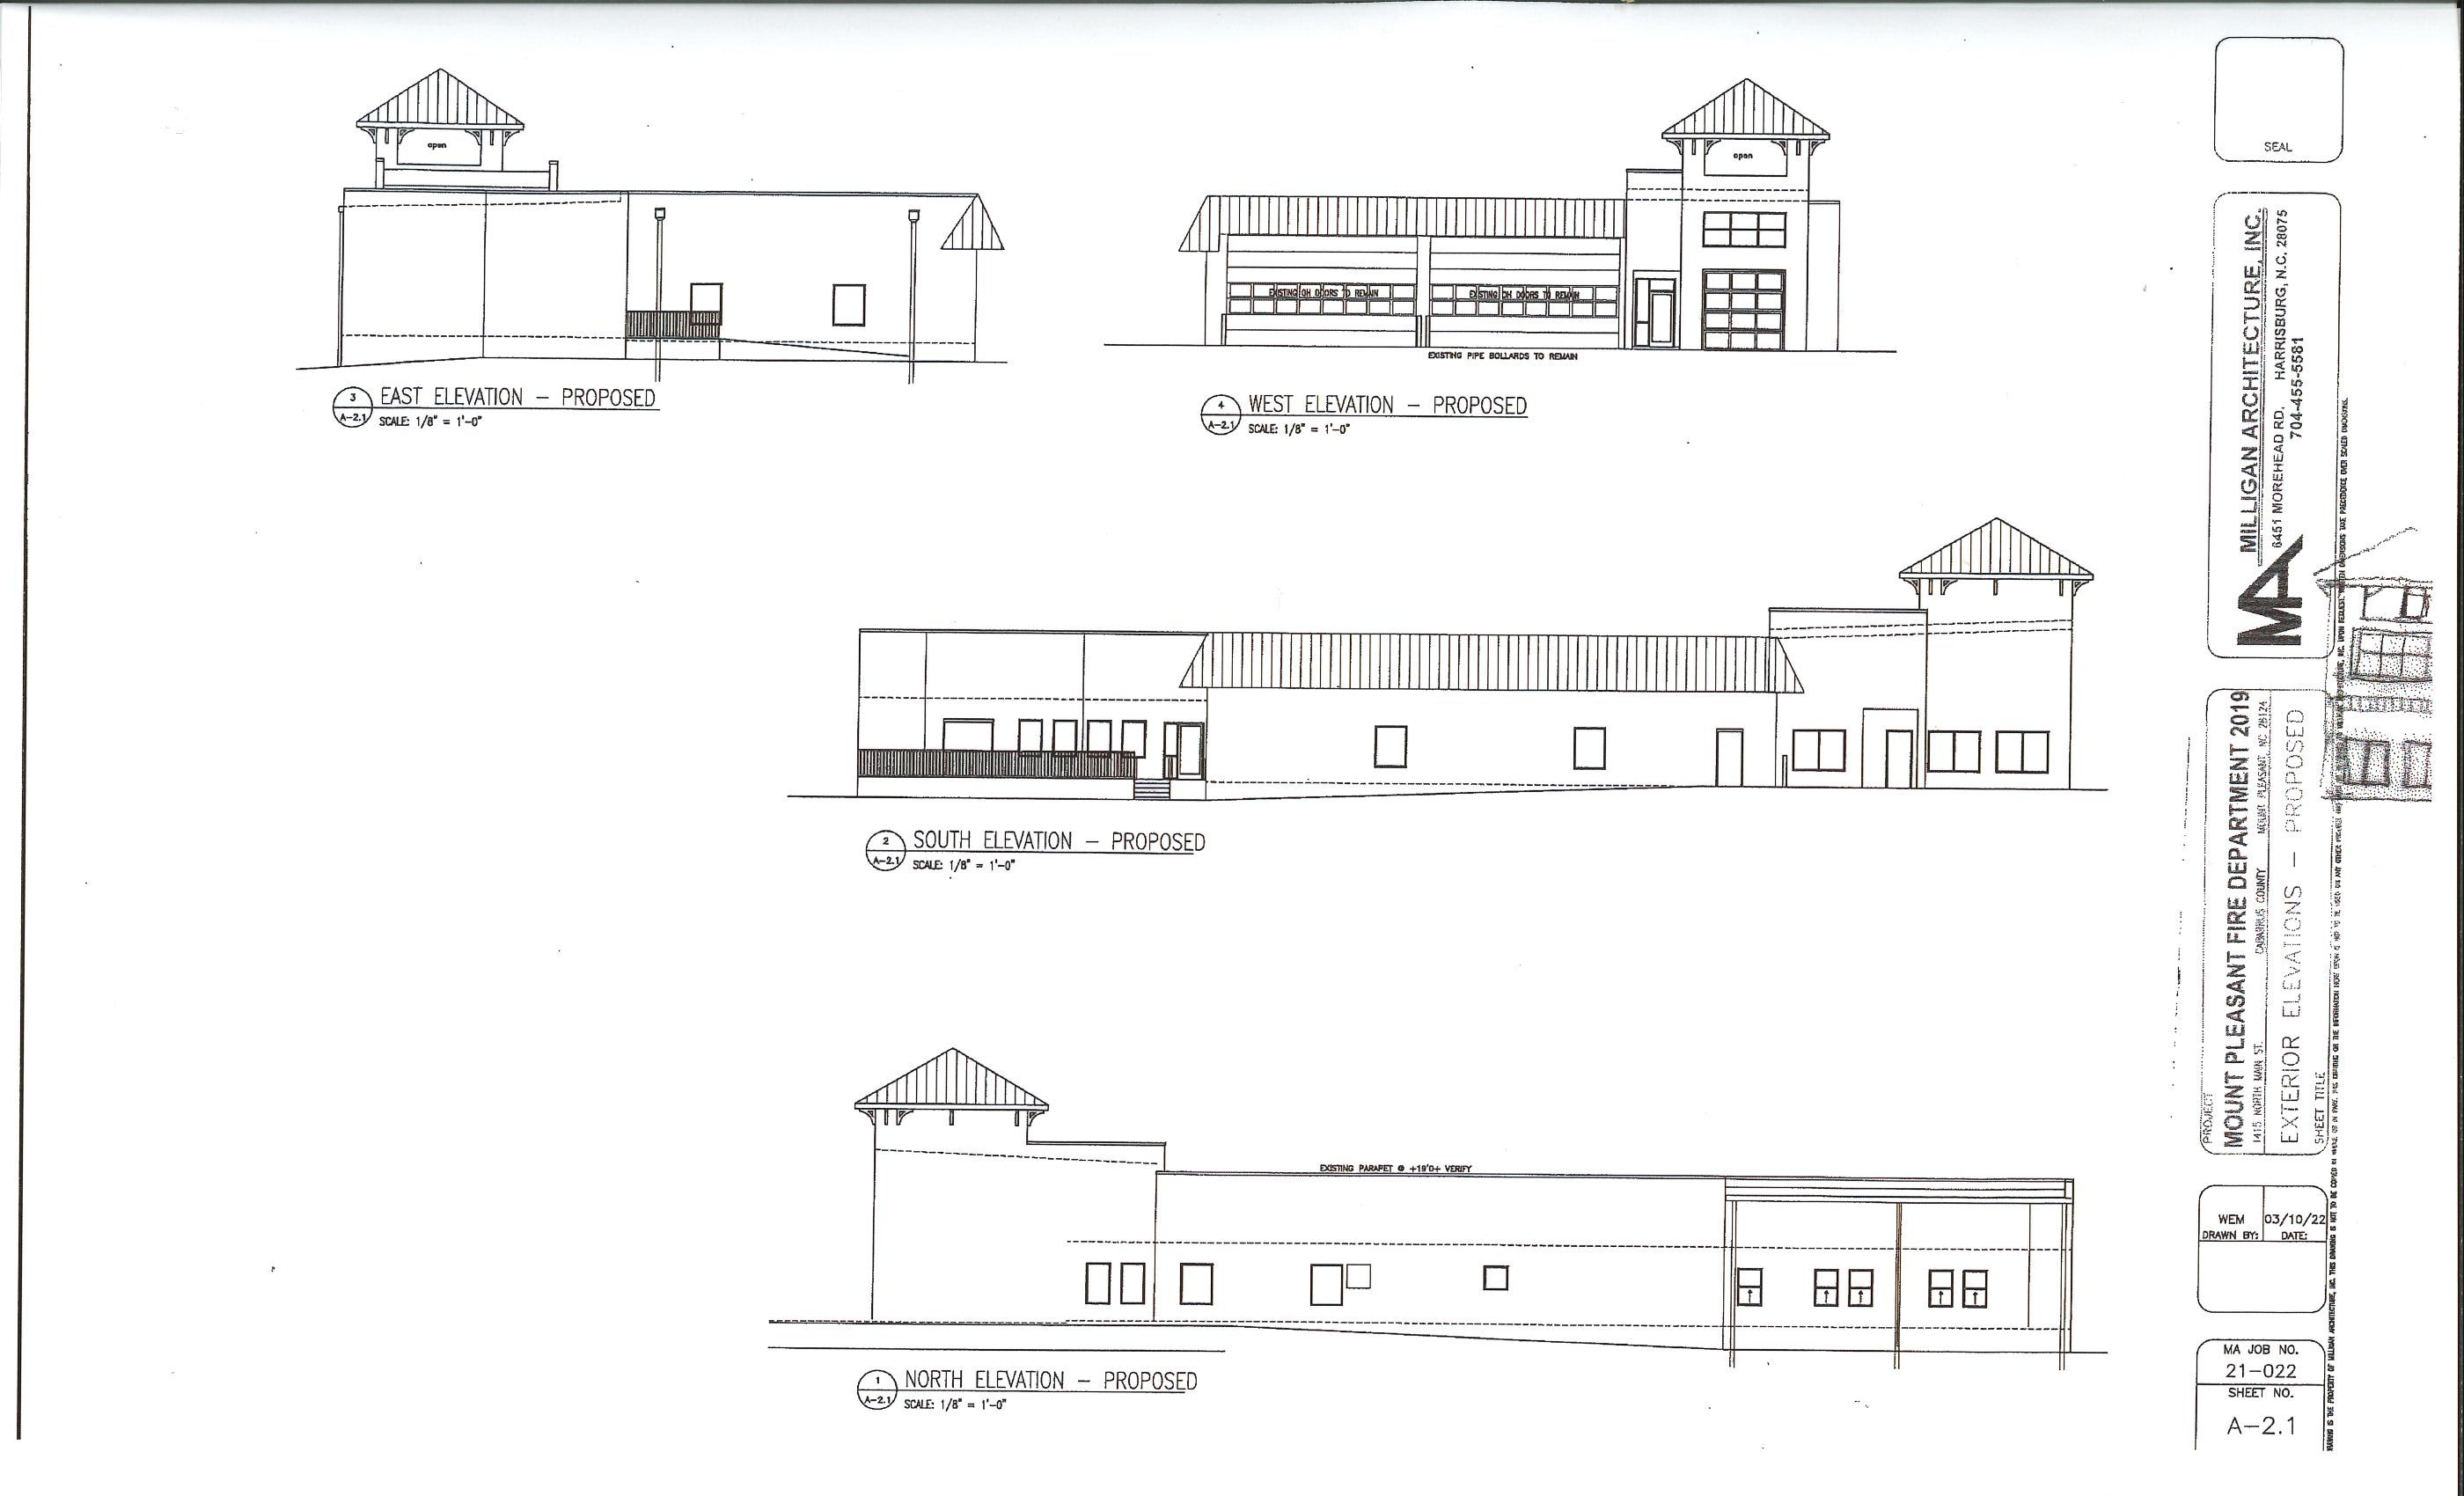 open
3
A-2.1
EAST ELEVATION - PROPOSED
SCALE: 1/8" = 1'-0"
open
EXISTING OH DOORS TO REMAIN
EXISTING OH DOORS TO REMAIN
EXISTING PIPE BOLLARDS TO REMAIN
4
A-2.1
WEST ELEVATION - PROPOSED
SCALE: 1/8" = 1'-0"
2
A-2.1
SOUTH ELEVATION - PROPOSED
SCALE: 1/8" = 1'-0"
EXISTING PARAPET @ +19'0+ VERIFY
1
A-2.1
NORTH ELEVATION - PROPOSED
SCALE: 1/8" = 1'-0"
SEAL
MA
MILLIGAN ARCHITECTURE, INC.
6451 MOREHEAD RD. HARRISBURG, N.C. 28075
704-455-5581
PROJECT
MOUNT PLEASANT FIRE DEPARTMENT 2019
1415 NORTH MAIN ST. CABARRUS COUNTY MOUNT PLEASANT, NC 28124
EXTERIOR ELEVATIONS - PROPOSED
SHEET TITLE
WEM
DRAWN BY:
03/10/22
DATE:
MA JOB NO.
21-022
SHEET NO.
A-2.1